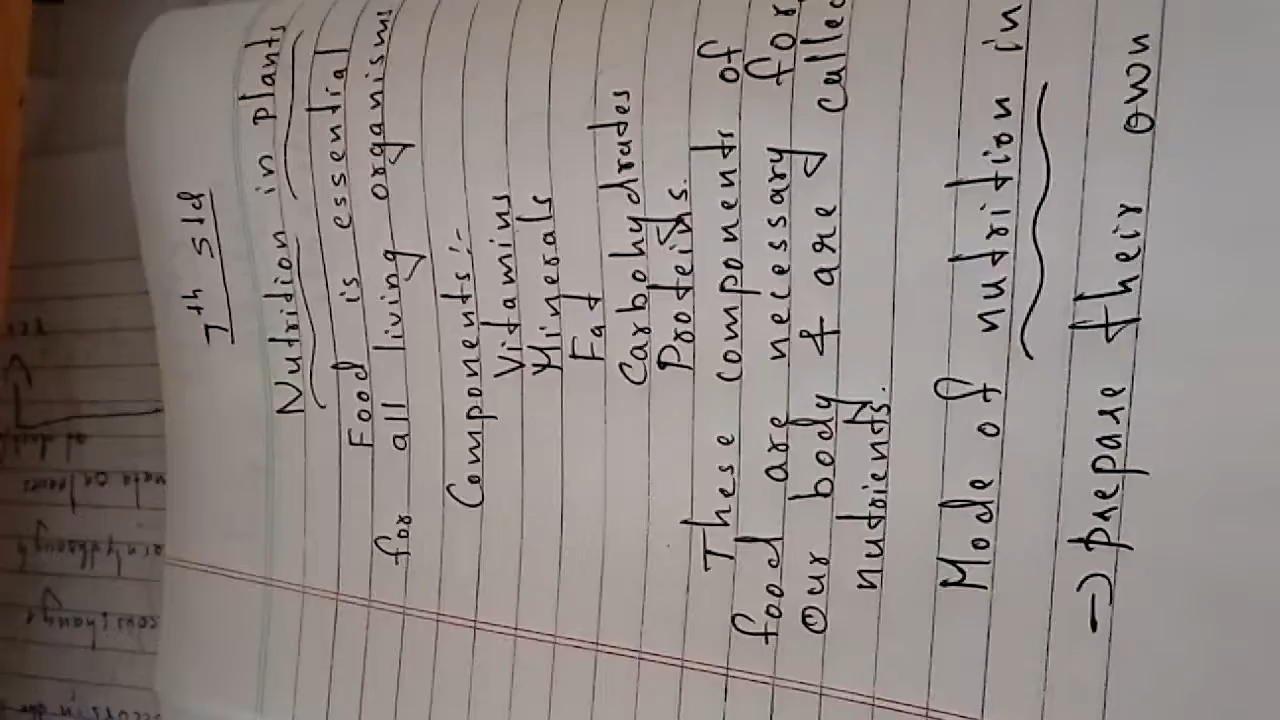 7th std
Nutrition in plants
Food is essential
for all living organisms
Components:-
Vitamins
Minerals
Fat
Carbohydrades
Proteins.
These components of
food are necessary for
our body & are called
nutrients.
Mode of nutrition in
→ prepare their own